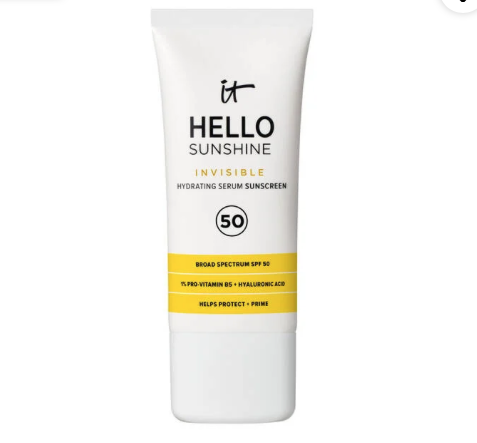 it
HELLO
SUNSHINE
INVISIBLE
HYDRATING SERUM SUNSCREEN
50
BROAD SPECTRUM SPF 50
1% PRO-VITAMIN B5 + HYALURONIC ACID
HELPS PROTECT + PRIME